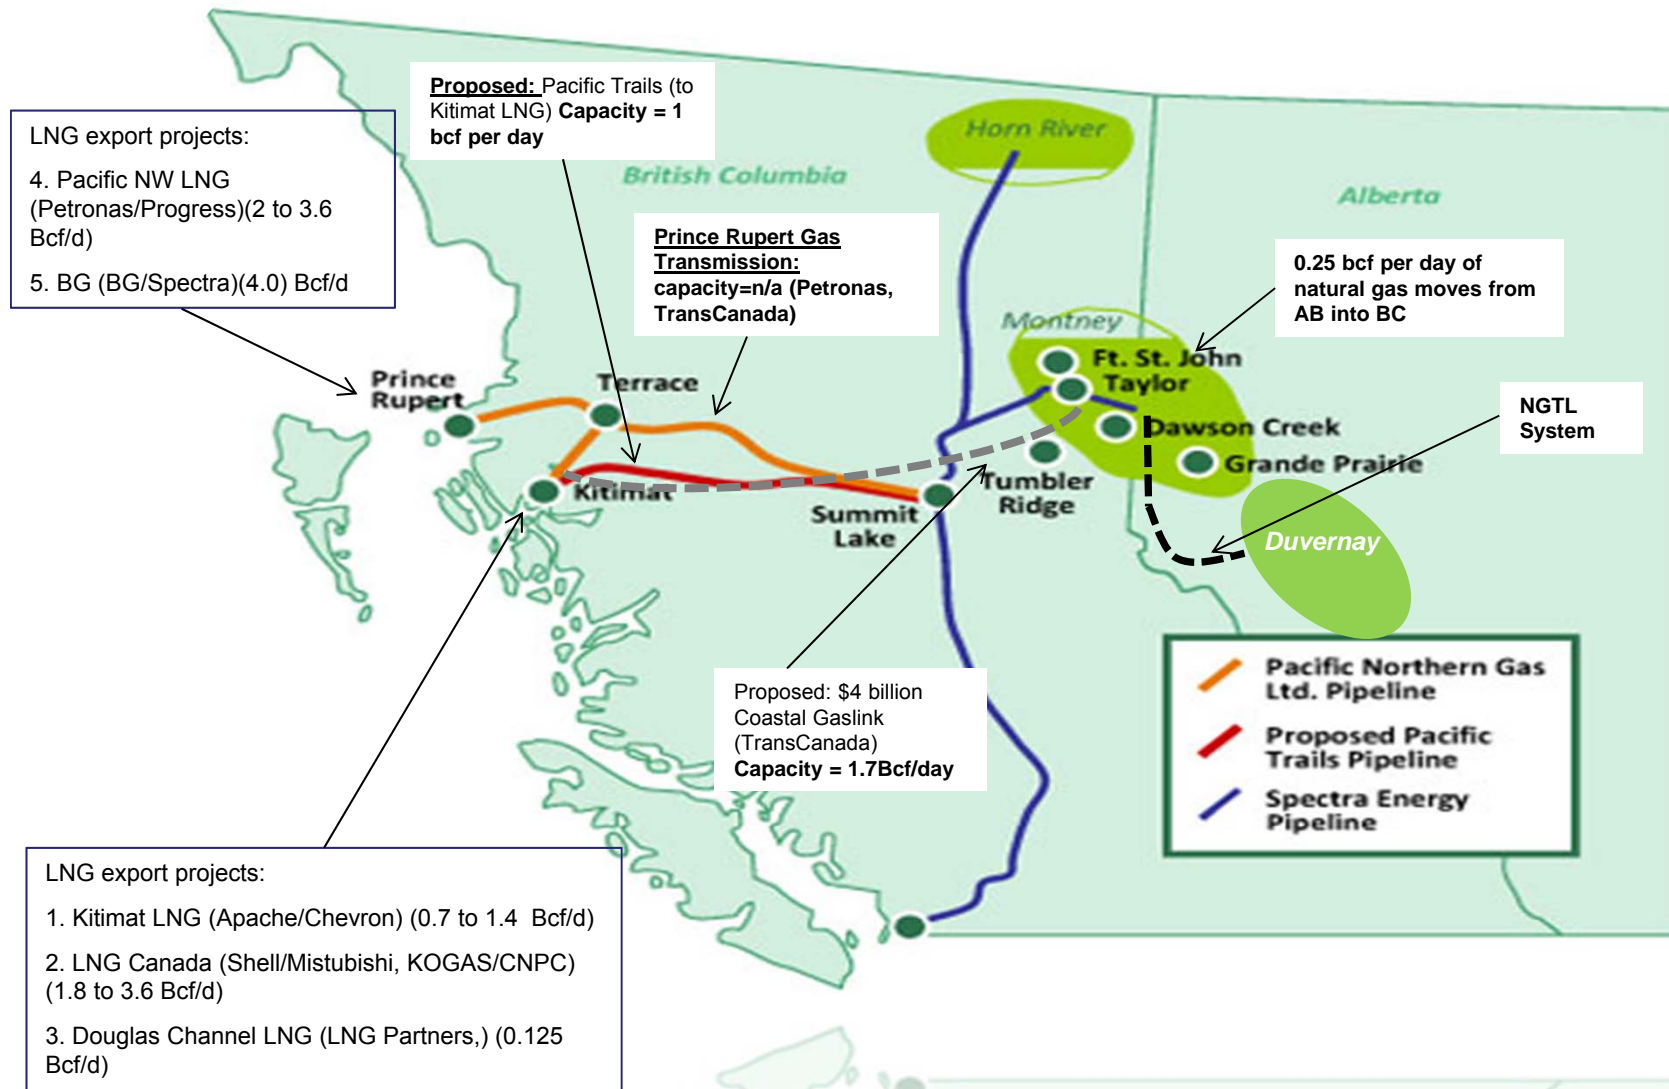 Proposed: Pacific Trails (to
Kitimat LNG) Capacity = 1
bcf per day
LNG export projects:
4. Pacific NW LNG
(Petronas/Progress)(2 to 3.6
Bcf/d)
5. BG (BG/Spectra)(4.0) Bcf/d
Horn River
British Columbia
Alberta
Prince Rupert Gas
Transmission:
capacity=n/a (Petronas,
TransCanada)
0.25 bcf per day of
natural gas moves from
AB into BC
Montney
Ft. St. John
Taylor
Prince
Rupert
Terrace
NGTL
System
Dawson Creek
Grande Prairie
Kitimat
Tumbler
Ridge
Summit
Lake
Duvernay
Proposed: $4 billion
Coastal Gaslink
(TransCanada)
Capacity = 1.7Bcf/day
Pacific Northern Gas
Ltd. Pipeline
Proposed Pacific
Trails Pipeline
Spectra Energy
Pipeline
LNG export projects:
1. Kitimat LNG (Apache/Chevron) (0.7 to 1.4 Bcf/d)
2. LNG Canada (Shell/Mistubishi, KOGAS/CNPC)
(1.8 to 3.6 Bcf/d)
3. Douglas Channel LNG (LNG Partners,) (0.125
Bcf/d)